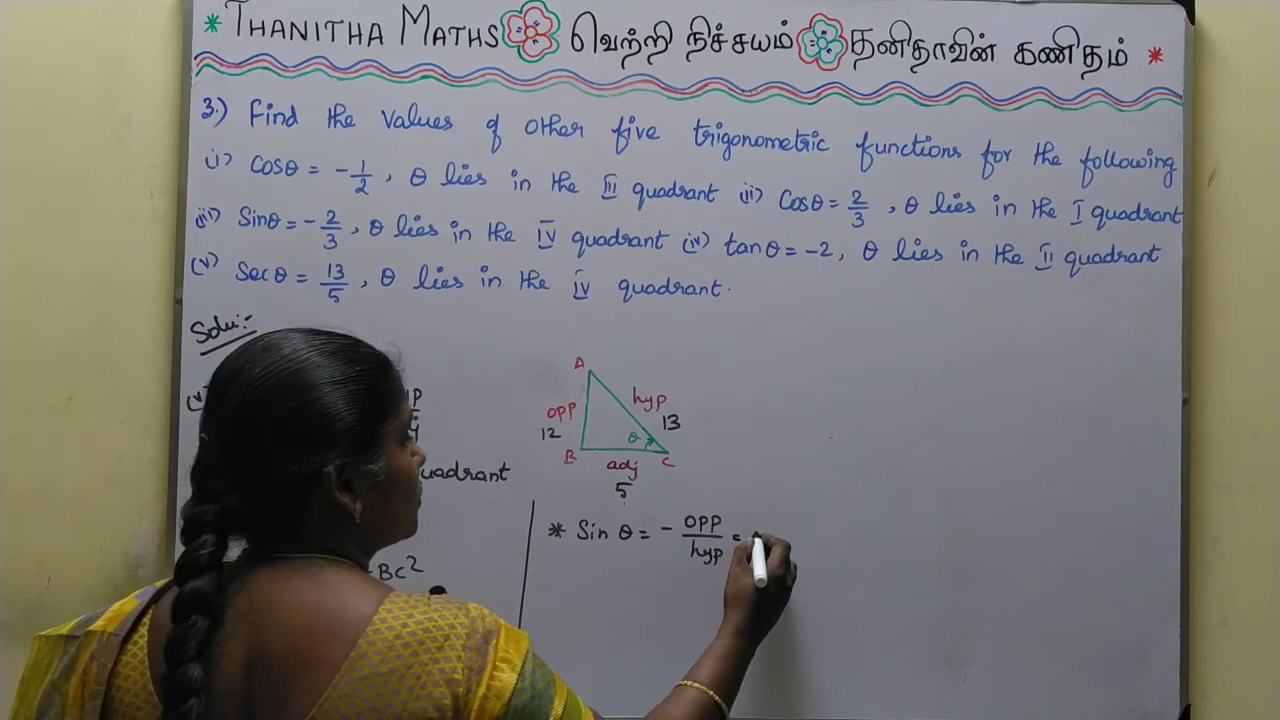 * THANITHA MATHS வெற்றி நிச்சயம் தனிதாவின் கணிதம் *
3.) Find the values of other five trigonometric functions for the following
i) Cosθ = -1/2, θ lies in the III quadrant ii) Cosθ = 2/3, θ lies in the I quadrant
iii) Sinθ = -2/3, θ lies in the IV quadrant iv) tanθ = -2, θ lies in the II quadrant
(v) Secθ = 13/5, θ lies in the IV quadrant.
Solu:-
A
hyp
13
opp
12
θ
B
adj
C
5
uadrant
* Sin θ = - opp/hyp =
BC²